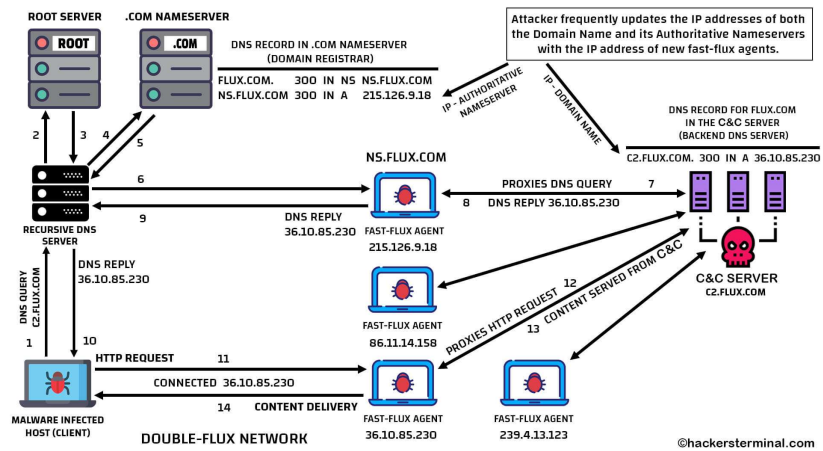 ROOT SERVER
.COM NAMESERVER
ROOT
.COM
DNS RECORD IN .COM NAMESERVER
(DOMAIN REGISTRAR)
FLUX.COM. 300 IN NS NS.FLUX.COM
NS.FLUX.COM 300 IN A 215.126.9.18
Attacker frequently updates the IP addresses of both
the Domain Name and its Authoritative Nameservers
with the IP address of new fast-flux agents.
IP - AUTHORITATIVE
NAMESERVER
IP - DOMAIN NAME
DNS RECORD FOR FLUX.COM
IN THE C&C SERVER
(BACKEND DNS SERVER)
C2.FLUX.COM. 300 IN A 36.10.85.230
2
3
4
5
6
NS.FLUX.COM
PROXIES DNS QUERY 7
8 DNS REPLY 36.10.85.230
9
DNS REPLY
36.10.85.230
RECURSIVE DNS
SERVER
FAST-FLUX AGENT
215.126.9.18
C&C SERVER
C2.FLUX.COM
DNS QUERY
C2.FLUX.COM
DNS REPLY
36.10.85.230
FAST-FLUX AGENT
86.11.14.158
PROXIES HTTP REQUEST 12
13 CONTENT SERVED FROM C&C
1
10
HTTP REQUEST 11
CONNECTED 36.10.85.230
14 CONTENT DELIVERY
MALWARE INFECTED
HOST (CLIENT)
FAST-FLUX AGENT
36.10.85.230
FAST-FLUX AGENT
239.4.13.123
DOUBLE-FLUX NETWORK
©hackersterminal.com